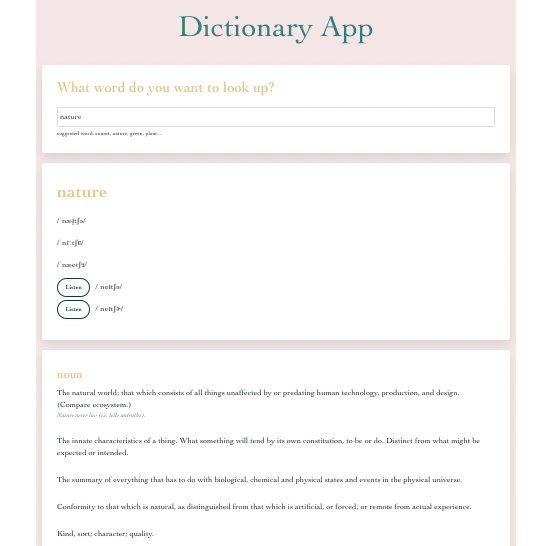 Dictionary App
What word do you want to look up?
nature
suggested word: sunset, nature, green, plant...
nature
Listen
/ˈneɪtʃə/
Listen
/ˈneɪtʃɚ/
noun
The natural world; that which consists of all things unaffected by or predating human technology, production, and design.
(Compare ecosystem.)
Nature never lies (i.e. tells untruths).
The innate characteristics of a thing. What something will tend by its own constitution, to be or do. Distinct from what might be
expected or intended.
The summary of everything that has to do with biological, chemical and physical states and events in the physical universe.
Conformity to that which is natural, as distinguished from that which is artificial, or forced, or remote from actual experience.
Kind, sort; character; quality.